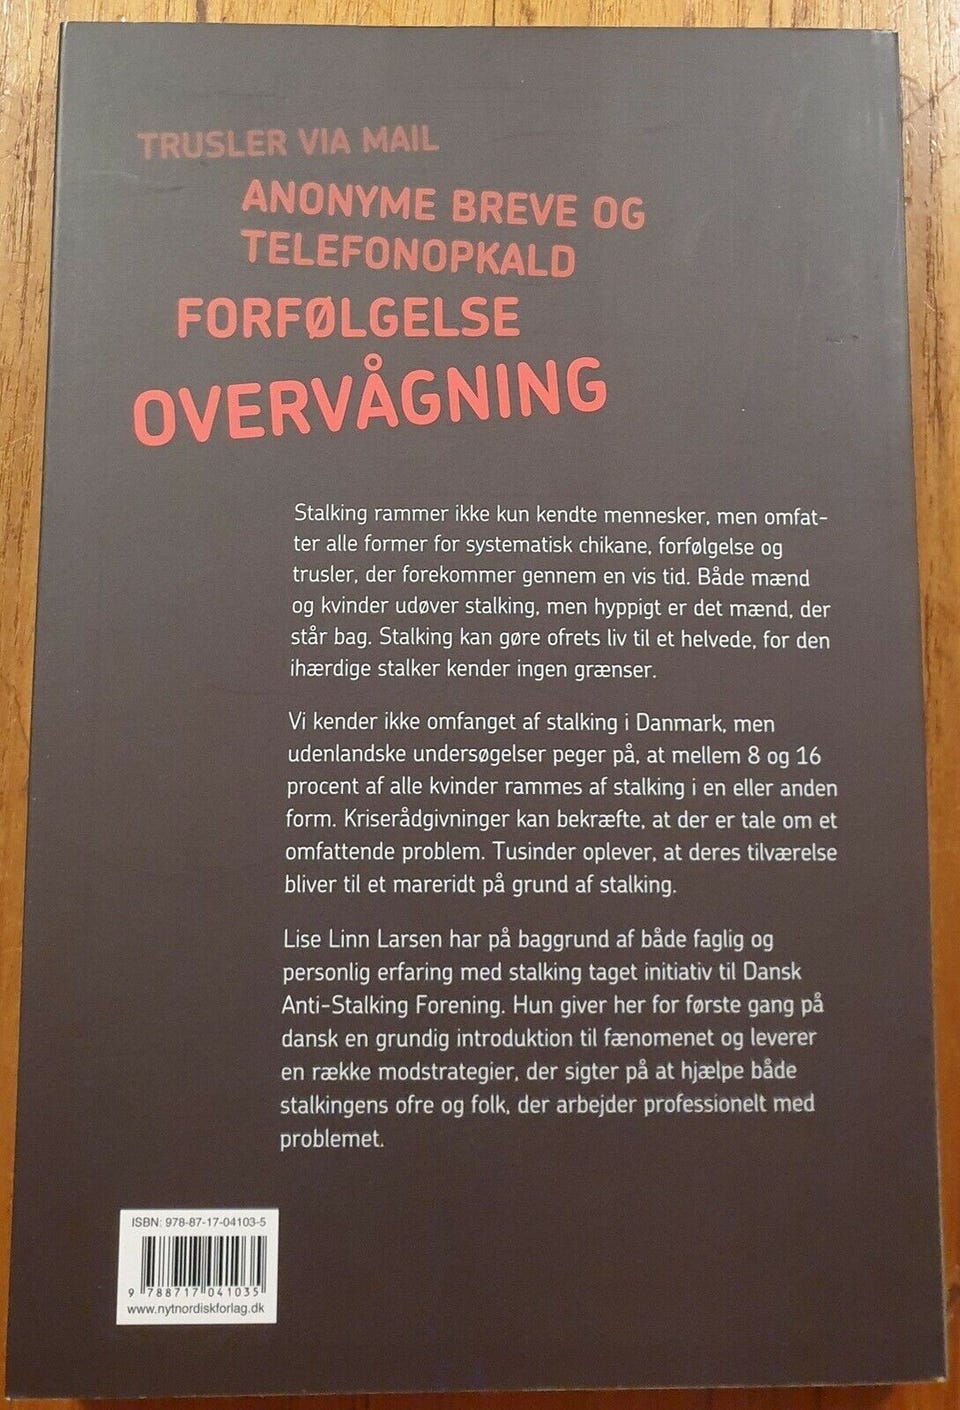 TRUSLER VIA MAIL
ANONYME BREVE OG
TELEFONOPKALD
FORFØLGELSE
OVERVÅGNING
Stalking rammer ikke kun kendte mennesker, men omfat-
ter alle former for systematisk chikane, forfølgelse og
trusler, der forekommer gennem en vis tid. Både mænd
og kvinder udøver stalking, men hyppigt er det mænd, der
står bag. Stalking kan gøre ofrets liv til et helvede, for den
ihærdige stalker kender ingen grænser.
Vi kender ikke omfanget af stalking i Danmark, men
udenlandske undersøgelser peger på, at mellem 8 og 16
procent af alle kvinder rammes af stalking i en eller anden
form. Kriserådgivninger kan bekræfte, at der er tale om et
omfattende problem. Tusinder oplever, at deres tilværelse
bliver til et mareridt på grund af stalking.
Lise Linn Larsen har på baggrund af både faglig og
personlig erfaring med stalking taget initiativ til Dansk
Anti-Stalking Forening. Hun giver her for første gang på
dansk en grundig introduktion til fænomenet og leverer
en række modstrategier, der sigter på at hjælpe både
stalkingens ofre og folk, der arbejder professionelt med
problemet.
ISBN: 978-87-17-04103-5
9 788717 041035
www.nytnordiskforlag.dk